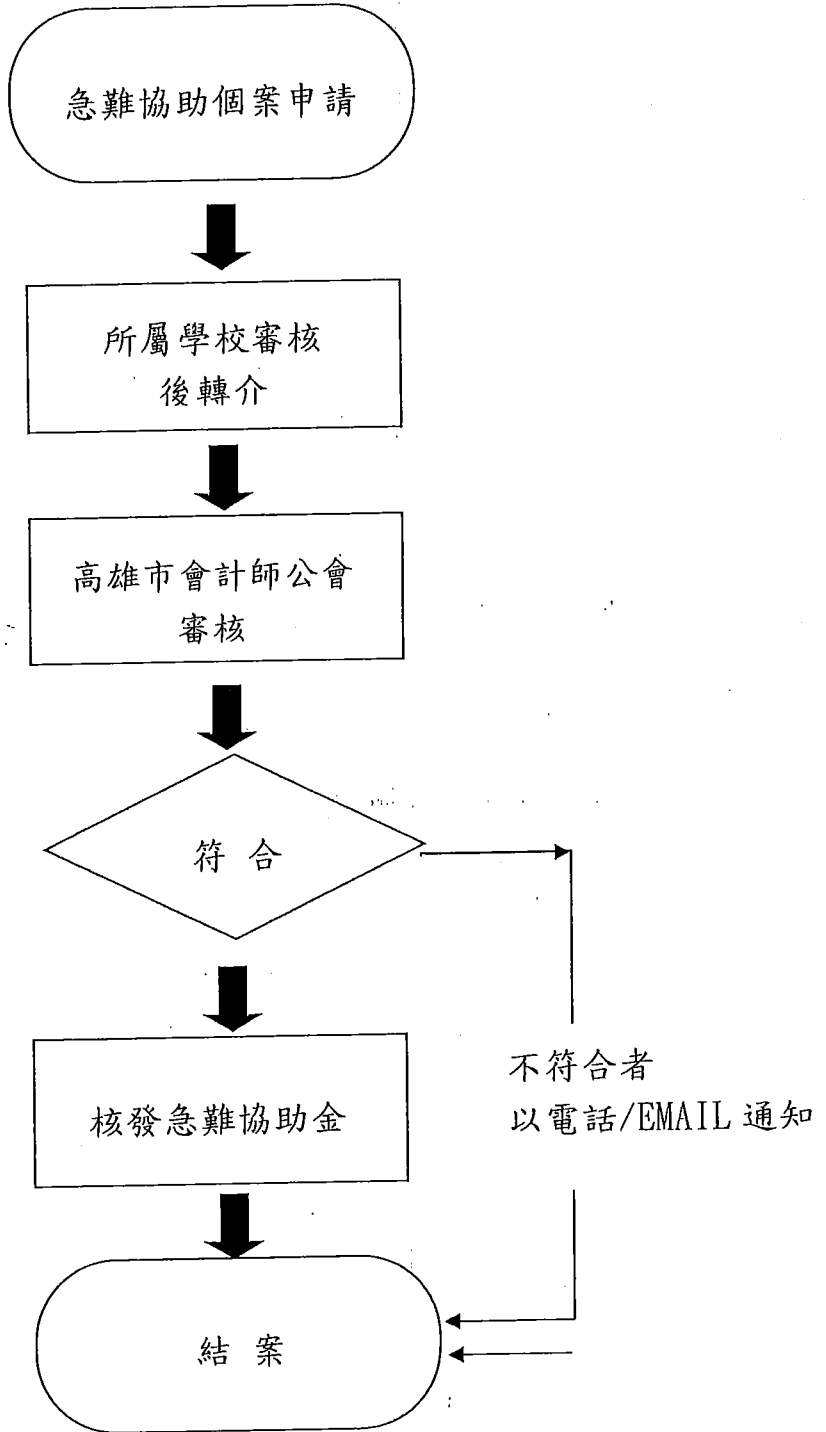 急難協助個案申請
所屬學校審核
後轉介
高雄市會計師公會
審核
符合
核發急難協助金
不符合者
以電話/EMAIL 通知
結案